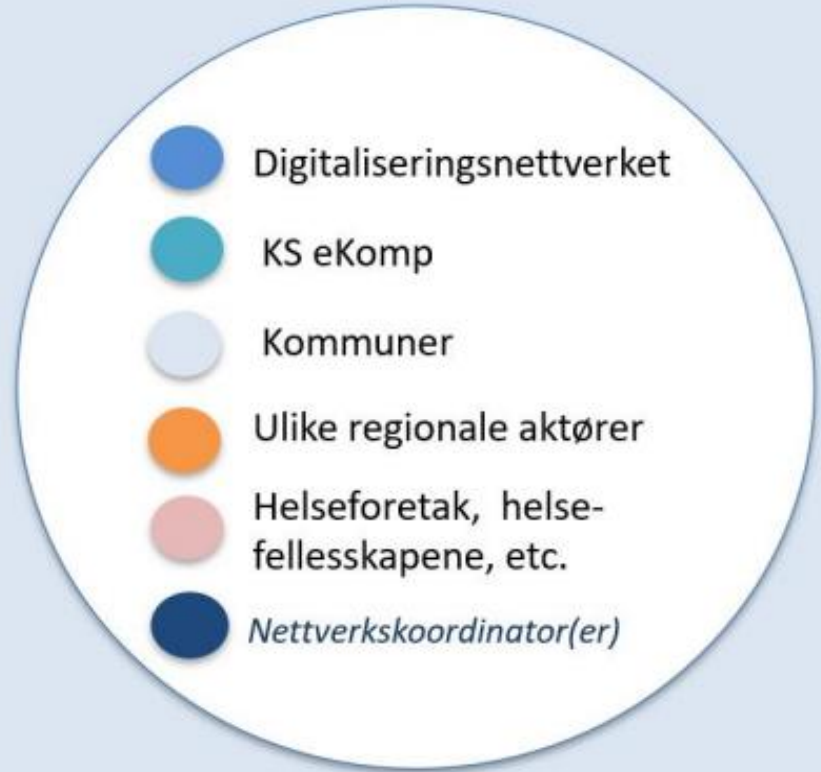 Digitaliseringsnettverket
KS eKomp
Kommuner
Ulike regionale aktører
Helseforetak, helse-
fellesskapene, etc.
Nettverkskoordinator(er)